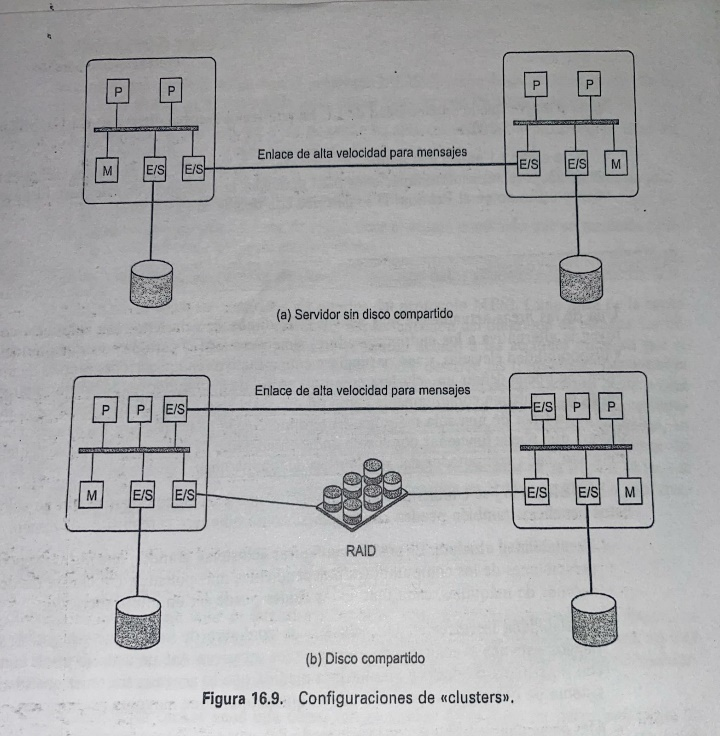 P P P P
M E/S E/S Enlace de alta velocidad para mensajes E/S E/S M
(a) Servidor sin disco compartido
Enlace de alta velocidad para mensajes
P P E/S E/S P P
M E/S E/S E/S E/S M
RAID
(b) Disco compartido
Figura 16.9. Configuraciones de «clusters».